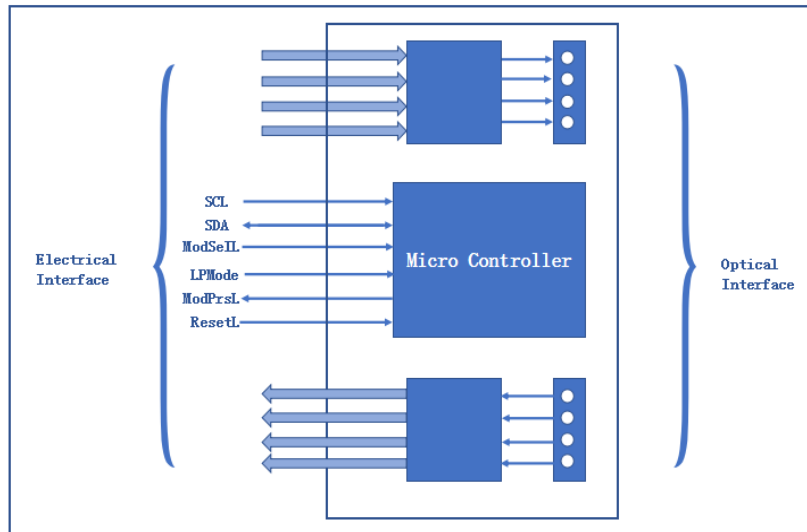 SCL
SDA
ModSelL
LPMode
ModPrsL
ResetL
Electrical
Interface
Micro Controller
Optical
Interface